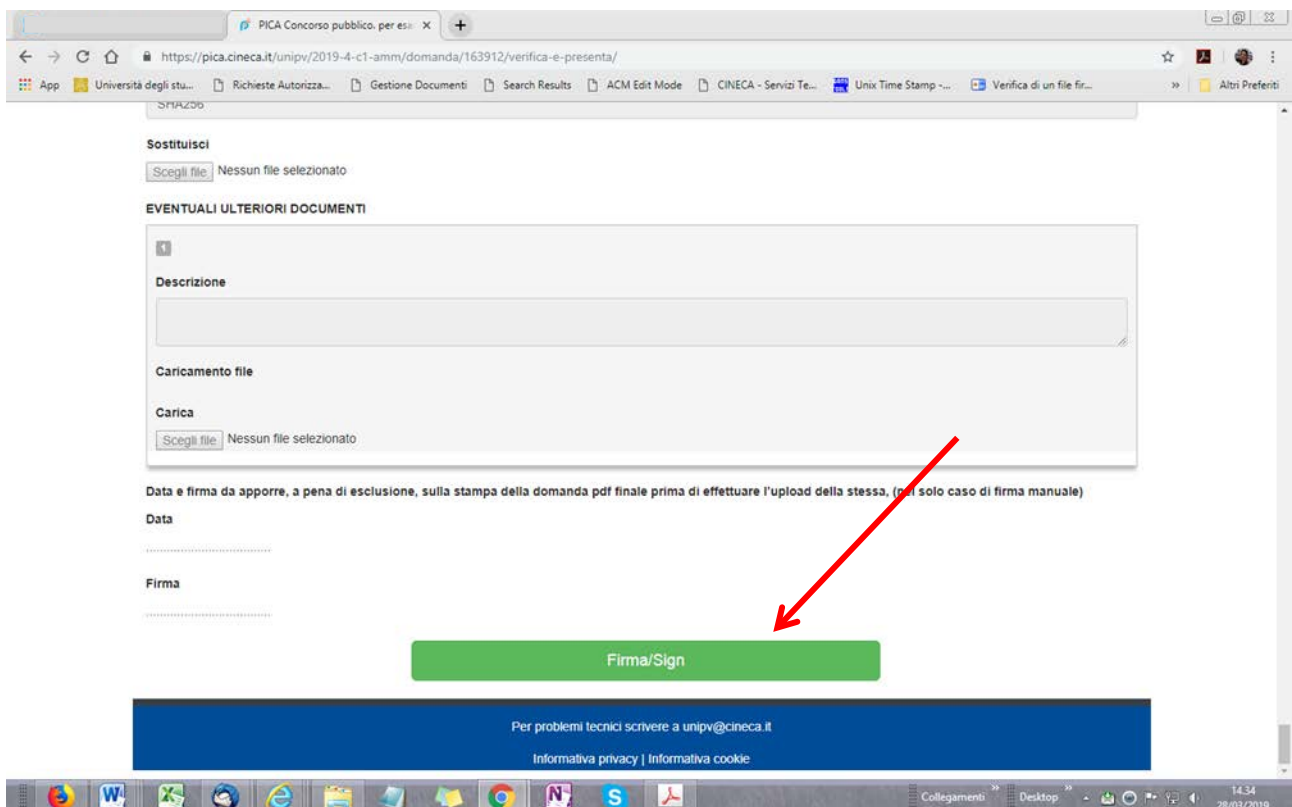 PICA Concorso pubblico. per esa
https://pica.cineca.it/unipv/2019-4-c1-amm/domanda/163912/verifica-e-presenta/
App Università degli stu... Richieste Autorizza... Gestione Documenti Search Results ACM Edit Mode CINECA - Servizi Te... Unix Time Stamp -... Verifica di un file fir... » Altri Preferiti
SHA256
Sostituisci
Scegli file Nessun file selezionato
EVENTUALI ULTERIORI DOCUMENTI
1
Descrizione
Caricamento file
Carica
Scegli file Nessun file selezionato
Data e firma da apporre, a pena di esclusione, sulla stampa della domanda pdf finale prima di effettuare l'upload della stessa, (nel solo caso di firma manuale)
Data
Firma
Firma/Sign
Per problemi tecnici scrivere a unipv@cineca.it
Informativa privacy | Informativa cookie
Collegamenti » Desktop » 14.34
28/03/2019